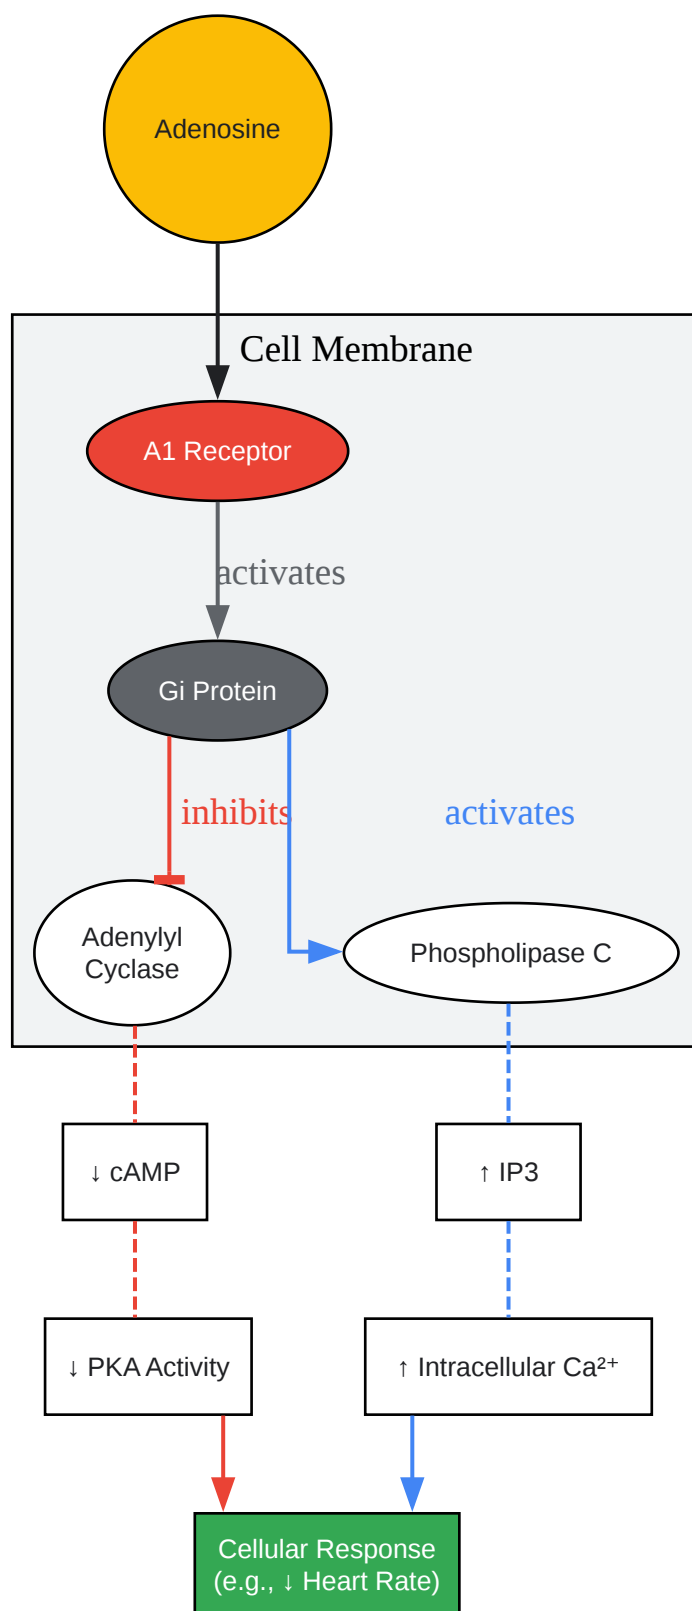 Adenosine
Cell Membrane
A1 Receptor
activates
Gi Protein
inhibits
activates
Adenylyl
Cyclase
Phospholipase C
↓ cAMP
↑ IP3
↓ PKA Activity
↑ Intracellular Ca²⁺
Cellular Response
(e.g., ↓ Heart Rate)